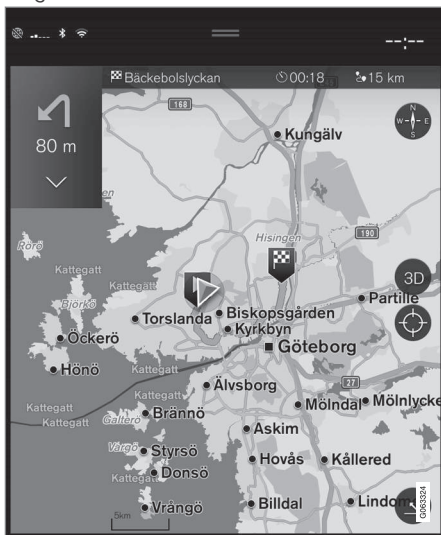 --:--
Bäckebolslyckan 00:18 15 km
80 m
168
Kungälv
N
W E
S
en
Rörö
Hisingen
190
Kattegatt
Kattegatt
3D
Björkö
Partille
Torslanda
Biskopsgården
Öckerö
Kyrkbyn
Göteborg
Hönö
Kattegatt
Älvsborg
27
Kattegatt
Mölndal
Mölnlycke
Kattegatt
Galterö
Brännö
Askim
Vargö
Styrsö
Hovås
Kållered
Kattegatt
Donsö
Vrångö
Billdal
Lindome
5km
G063324